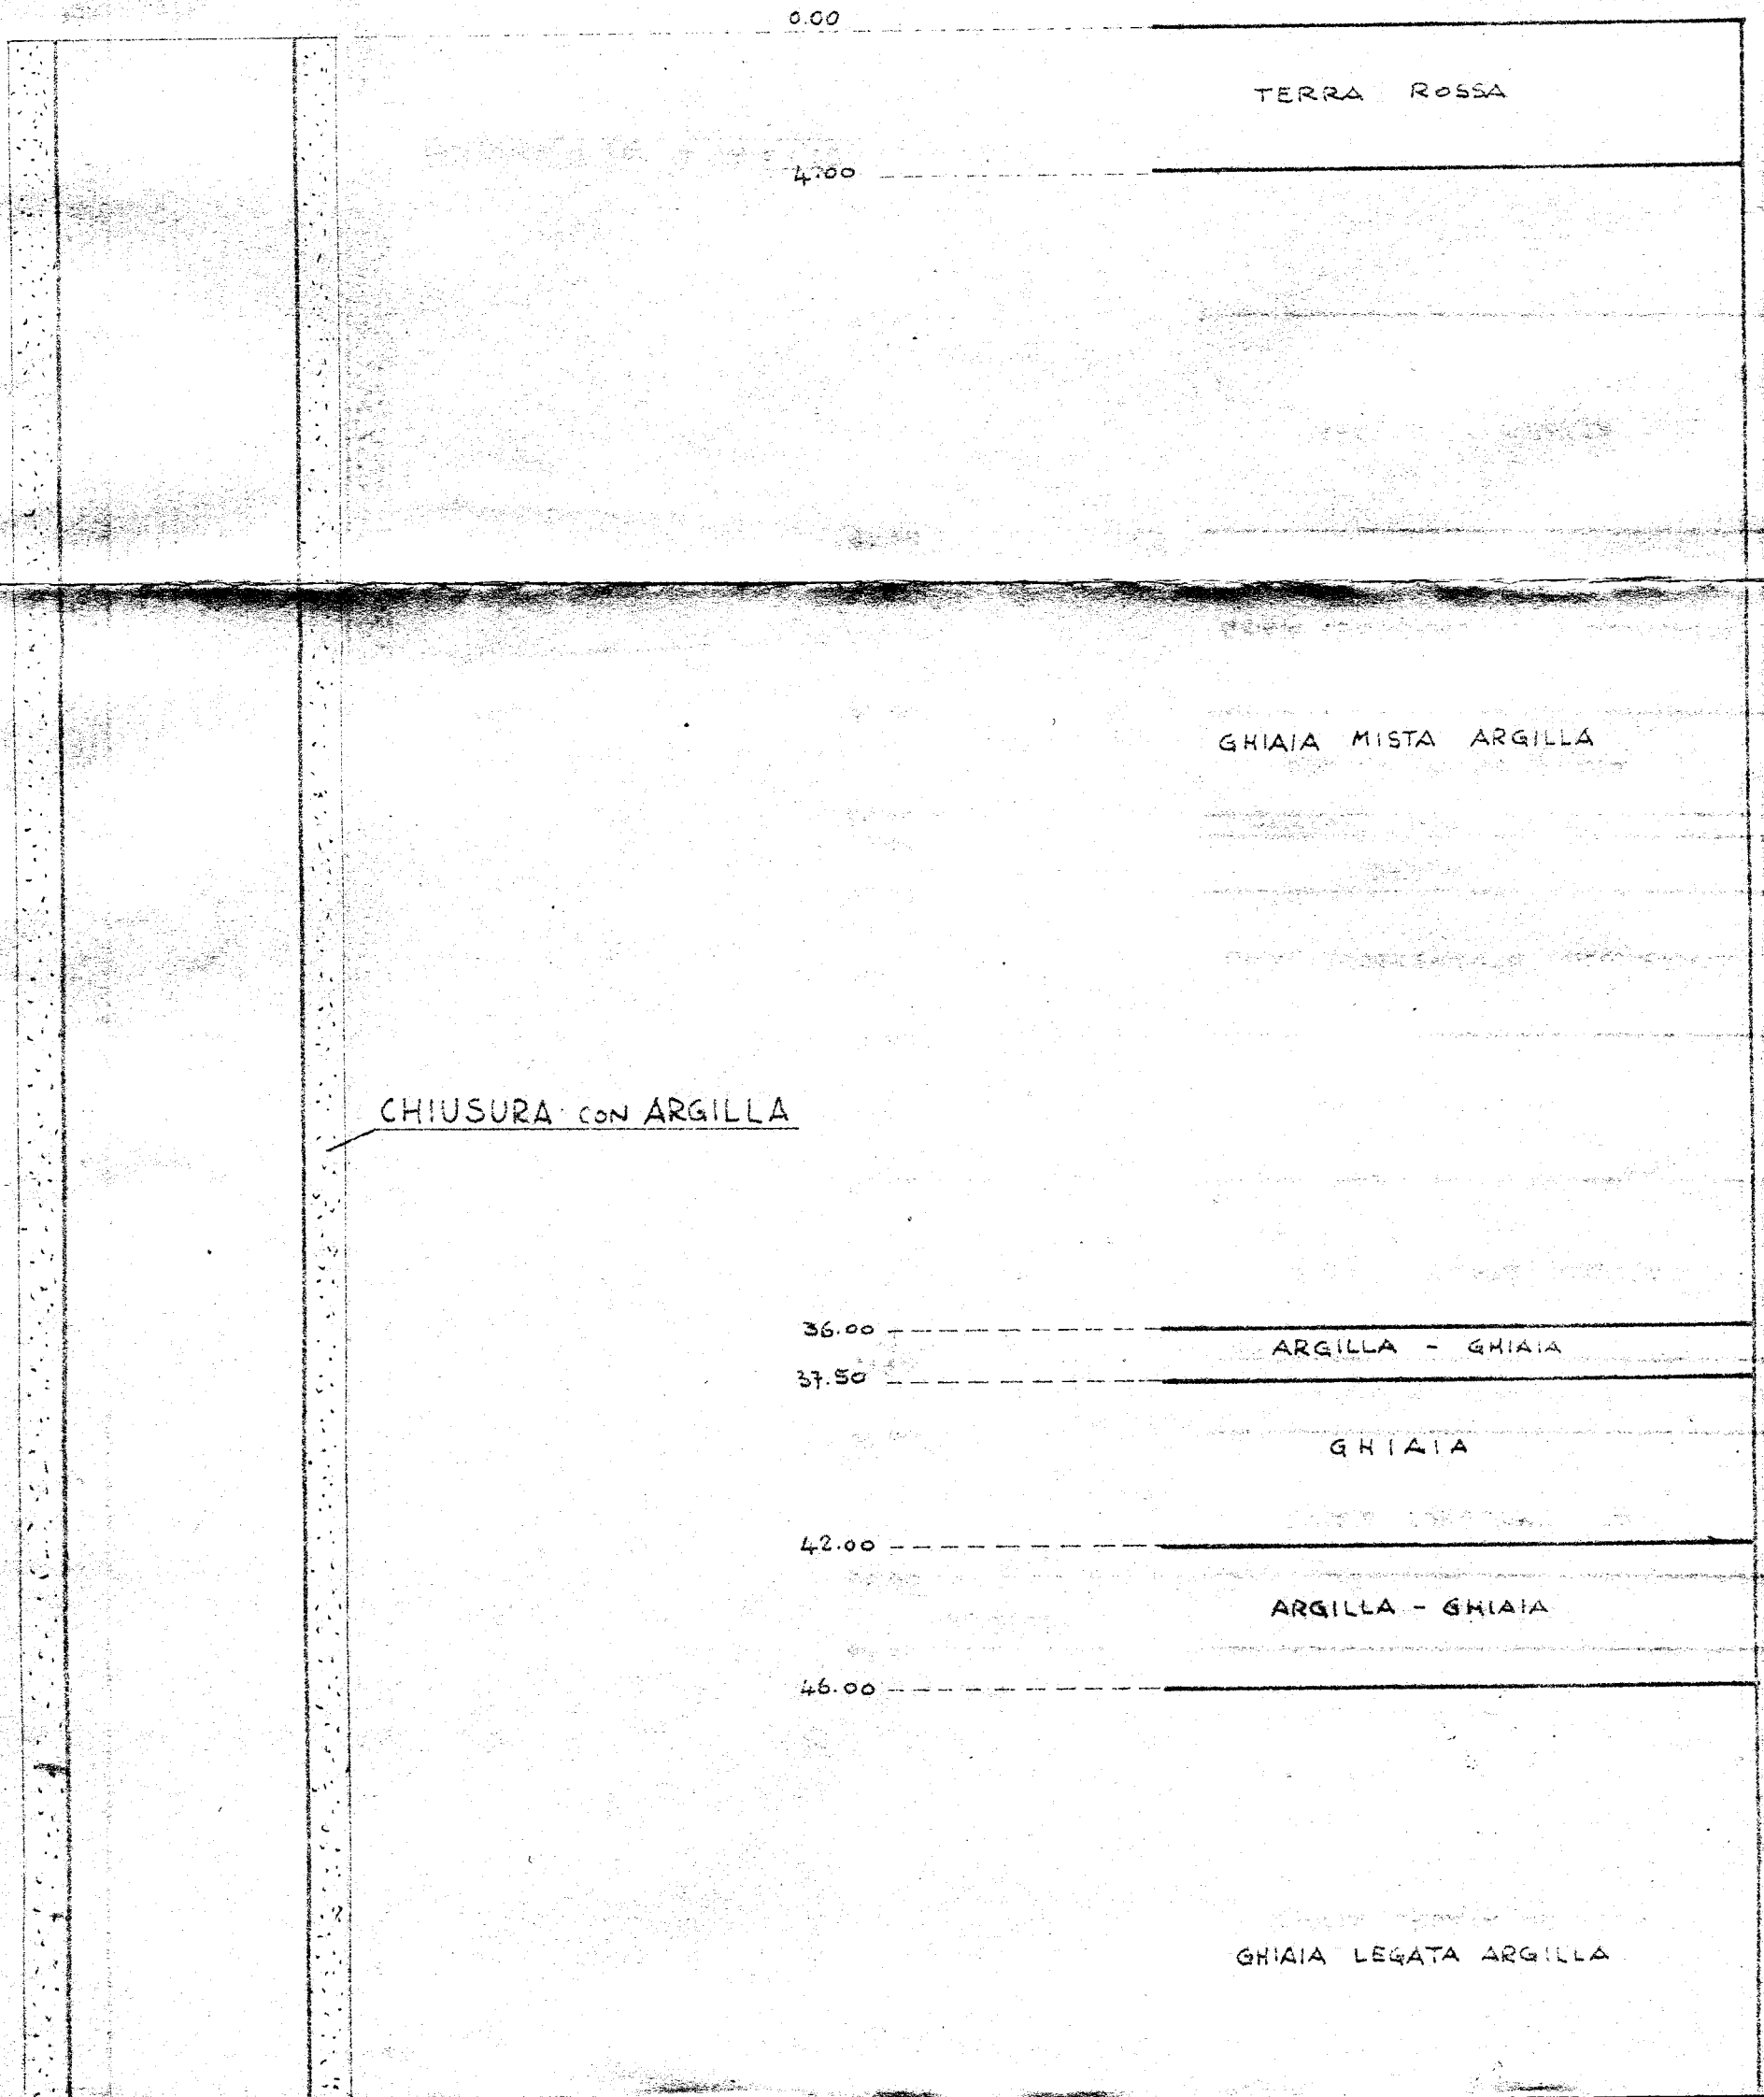 0.00
TERRA ROSSA
4.00
GHIAIA MISTA ARGILLA
CHIUSURA CON ARGILLA
36.00
ARGILLA - GHIAIA
37.50
GHIAIA
42.00
ARGILLA - GHIAIA
46.00
GHIAIA LEGATA ARGILLA